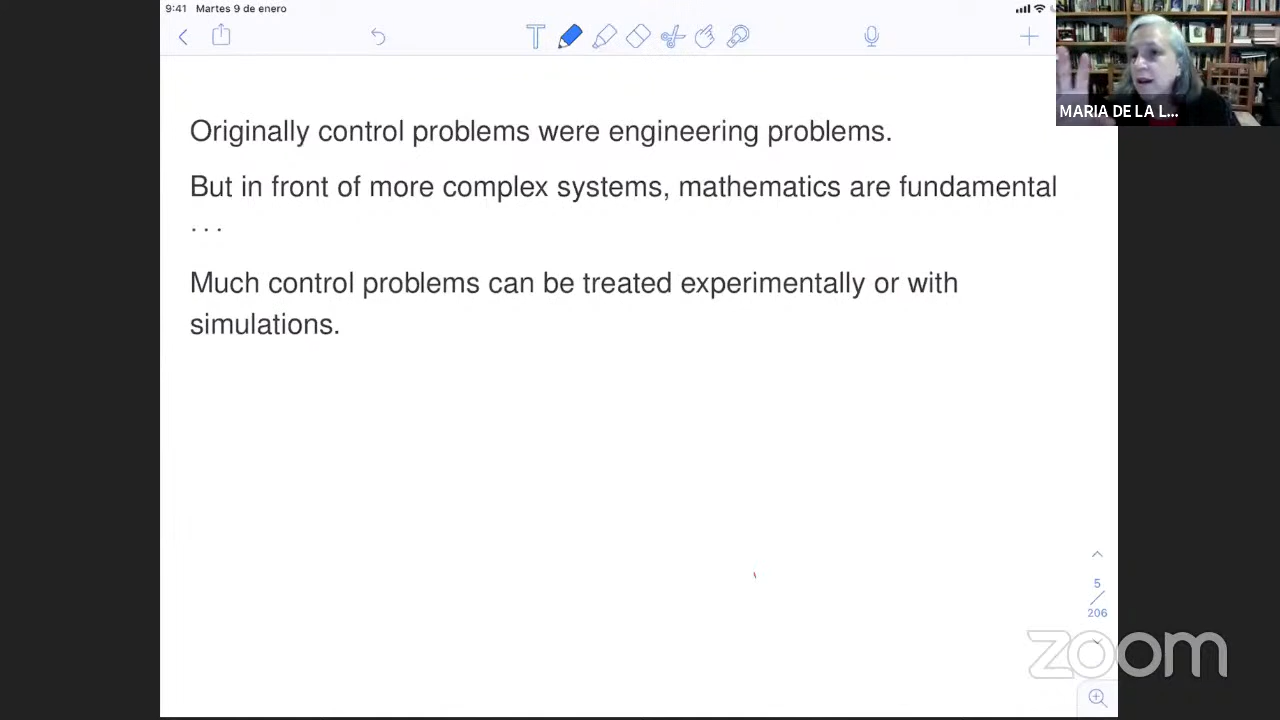 9:41 Martes 9 de enero
MARIA DE LA L...
Originally control problems were engineering problems.
But in front of more complex systems, mathematics are fundamental
...
Much control problems can be treated experimentally or with
simulations.
5
206
zoom